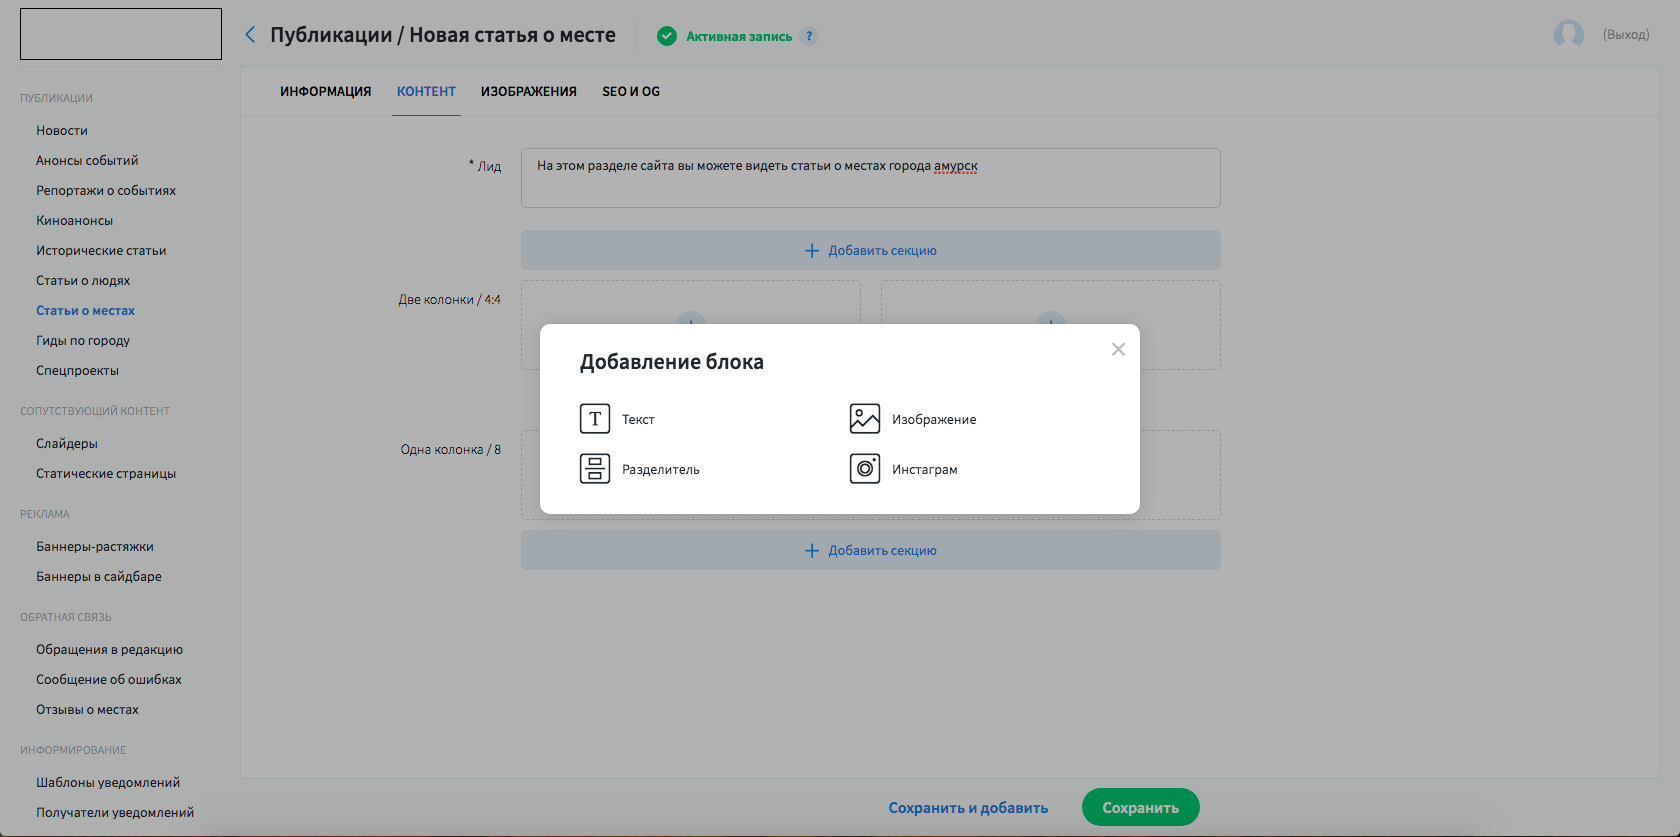 Публикации / Новая статья о месте
Активная запись ?
(Выход)
ПУБЛИКАЦИИ
Новости
Анонсы событий
Репортажи о событиях
Киноанонсы
Исторические статьи
Статьи о людях
Статьи о местах
Гиды по городу
Спецпроекты
СОПУТСТВУЮЩИЙ КОНТЕНТ
Слайдеры
Статические страницы
РЕКЛАМА
Баннеры-растяжки
Баннеры в сайдбаре
ОБРАТНАЯ СВЯЗЬ
Обращения в редакцию
Сообщение об ошибках
Отзывы о местах
ИНФОРМИРОВАНИЕ
Шаблоны уведомлений
Получатели уведомлений
ИНФОРМАЦИЯ КОНТЕНТ ИЗОБРАЖЕНИЯ SEO И OG
* Лид
На этом разделе сайта вы можете видеть статьи о местах города амурск
Добавить секцию
Две колонки / 4:4
Добавление блока
Текст
Изображение
Разделитель
Инстаграм
Одна колонка / 8
Добавить секцию
Сохранить и добавить
Сохранить